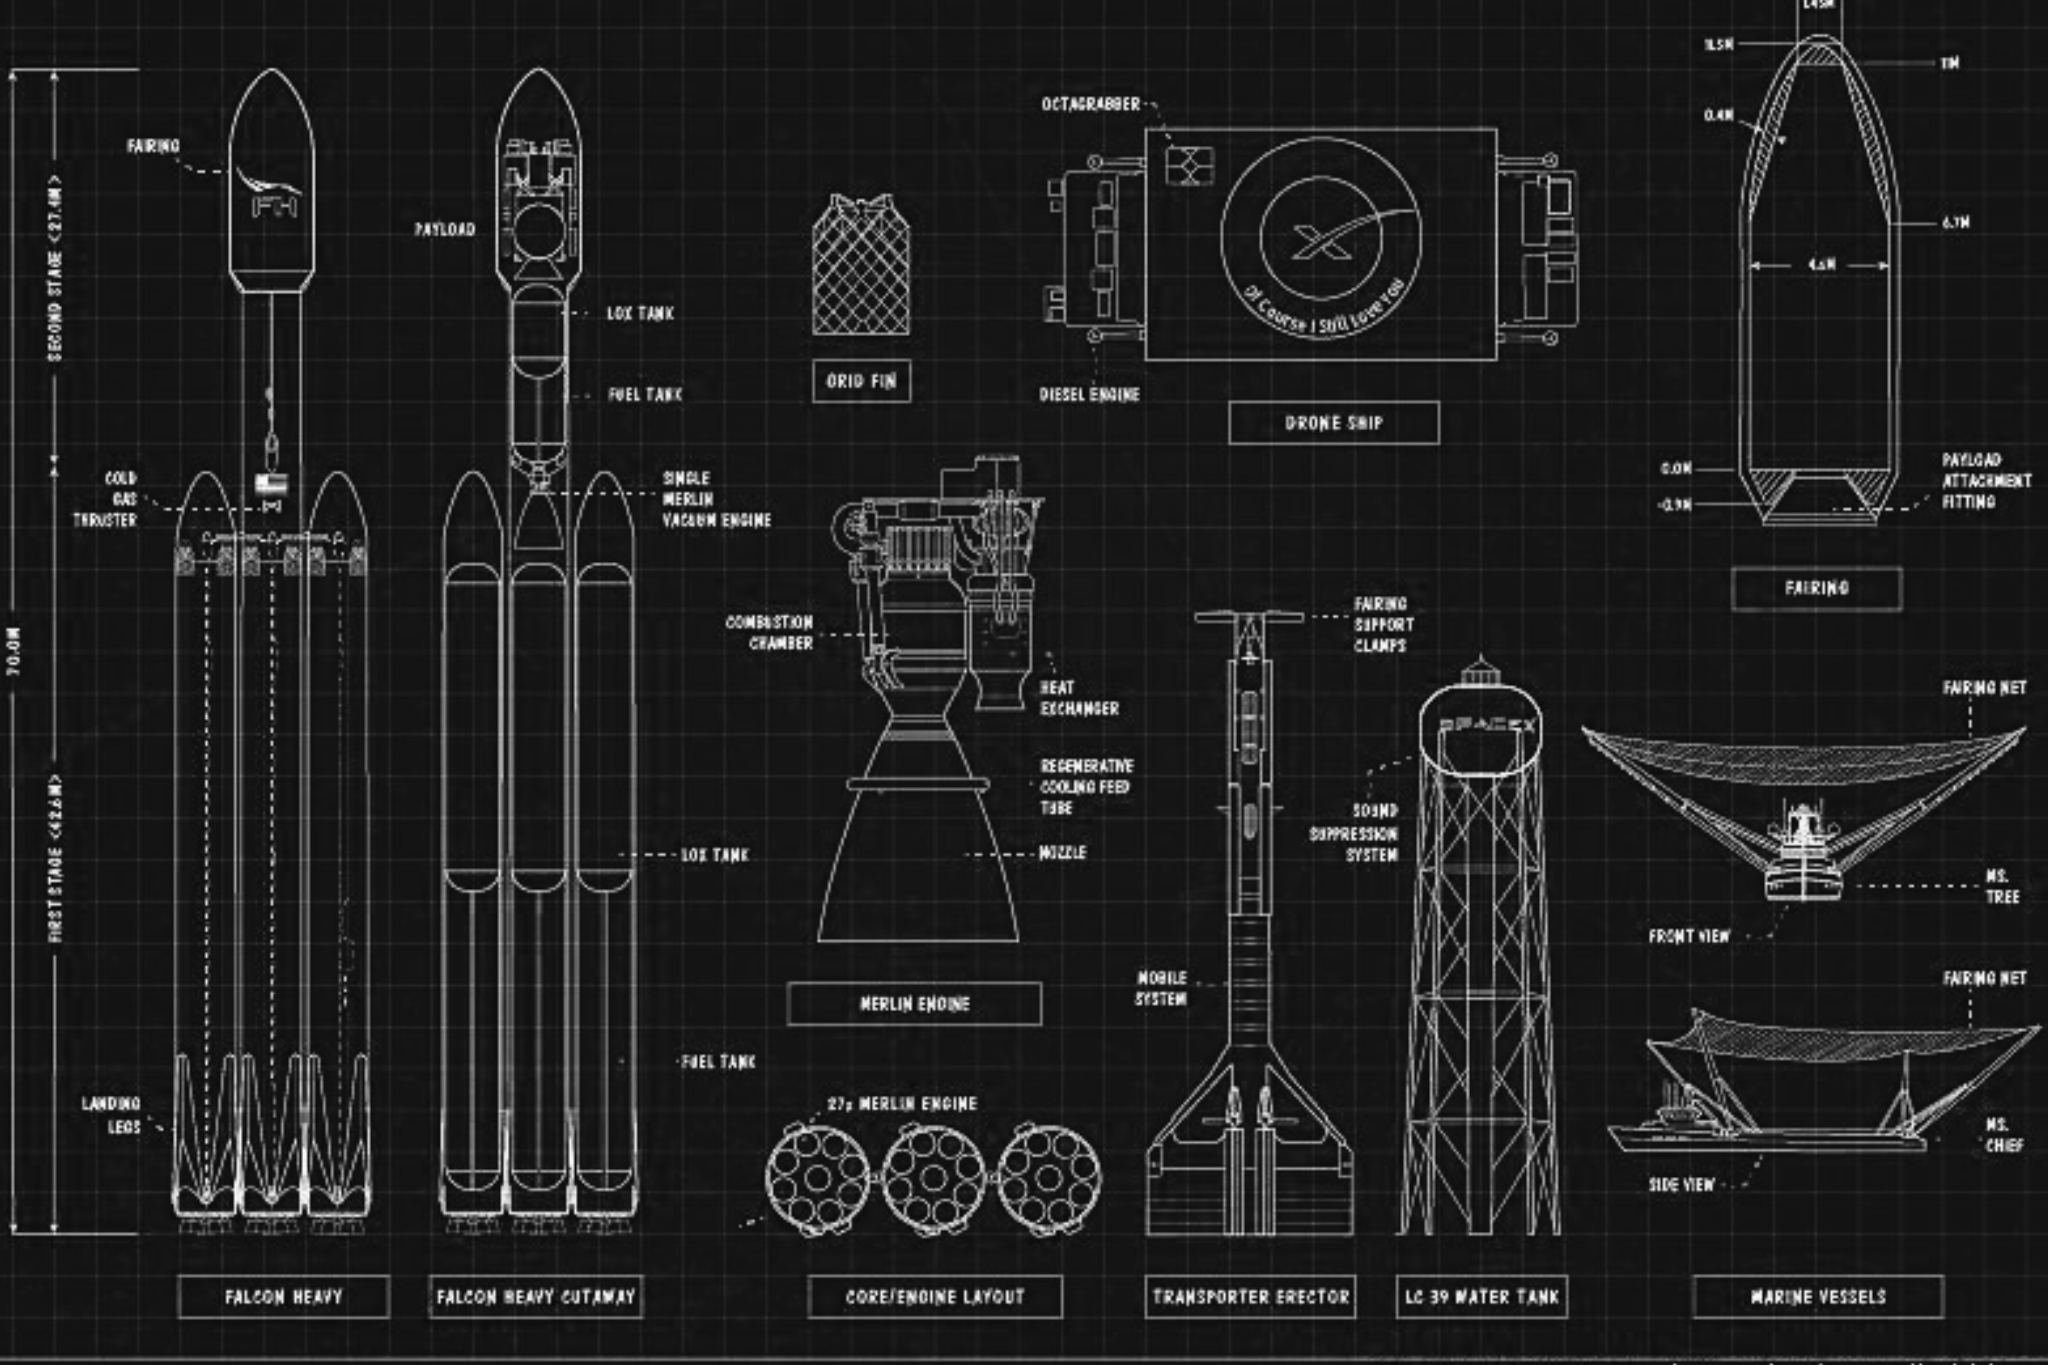 FAIRING
FH
SECOND STAGE <27.4M>
COLD
GAS
THRUSTER
70.0M
FIRST STAGE <42.6M>
LANDING
LEGS
FALCON HEAVY
PAYLOAD
LOX TANK
FUEL TANK
SINGLE
MERLIN
VACUUM ENGINE
LOX TANK
FUEL TANK
FALCON HEAVY CUTAWAY
GRID FIN
OCTAGRABBER
Of Course I Still Love You
DIESEL ENGINE
DRONE SHIP
COMBUSTION
CHAMBER
HEAT
EXCHANGER
REGENERATIVE
COOLING FEED
TUBE
NOZZLE
MERLIN ENGINE
27x MERLIN ENGINE
CORE/ENGINE LAYOUT
FAIRING
SUPPORT
CLAMPS
MOBILE
SYSTEM
TRANSPORTER ERECTOR
SPACEX
SOUND
SUPPRESSION
SYSTEM
LC 39 WATER TANK
11M
0.4M
6.7M
4.6M
0.0M
-0.9M
PAYLOAD
ATTACHMENT
FITTING
FAIRING
FAIRING NET
MS.
TREE
FRONT VIEW
FAIRING NET
MS.
CHIEF
SIDE VIEW
MARINE VESSELS